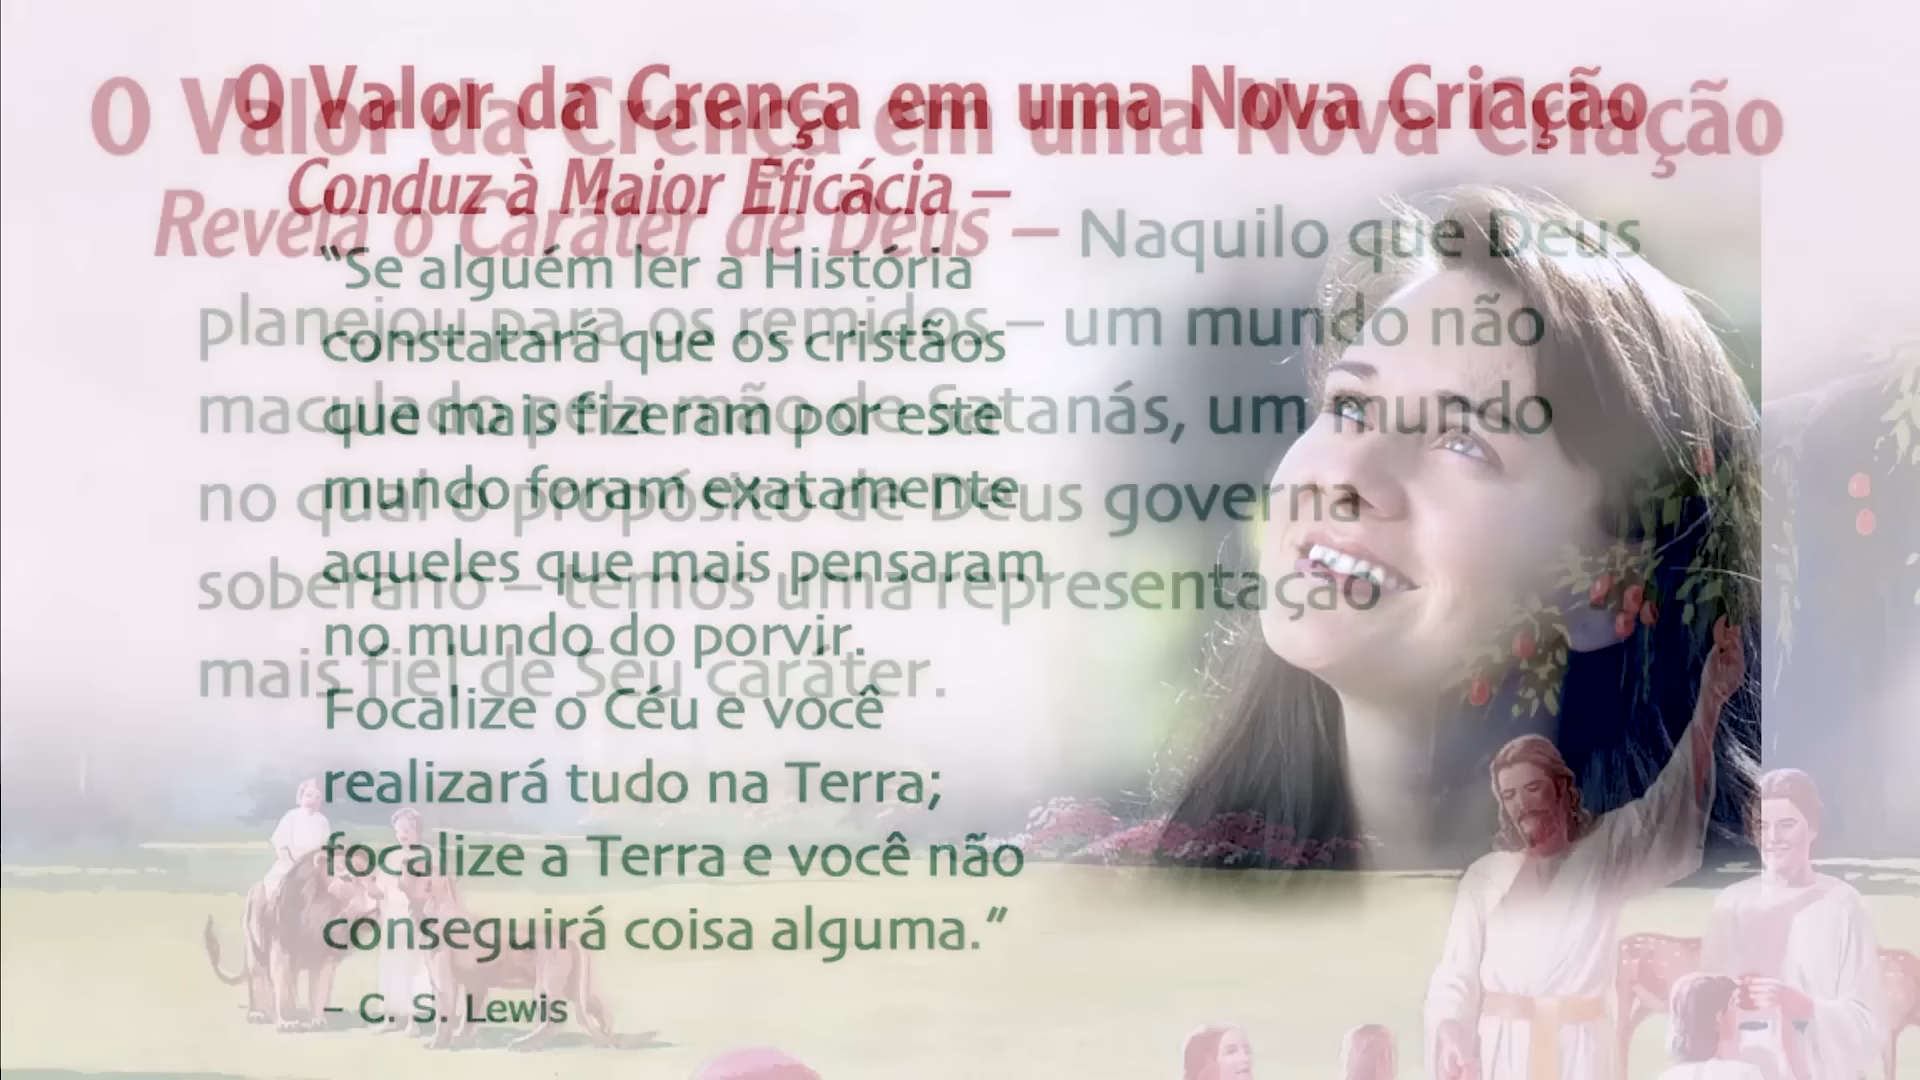 O Valor da Crença em uma Nova Criação
Conduz à Maior Eficácia –
“Se alguém ler a História
constatará que os cristãos
que mais fizeram por este
mundo foram exatamente
aqueles que mais pensaram
no mundo do porvir.
Focalize o Céu e você
realizará tudo na Terra;
focalize a Terra e você não
conseguirá coisa alguma.”
– C. S. Lewis
O Valor da Crença em uma Nova Criação
Revela o Caráter de Deus – Naquilo que Deus
planejou para os remidos – um mundo não
maculado pela mão de Satanás, um mundo
no qual o propósito de Deus governa
soberano – temos uma representação
mais fiel de Seu caráter.